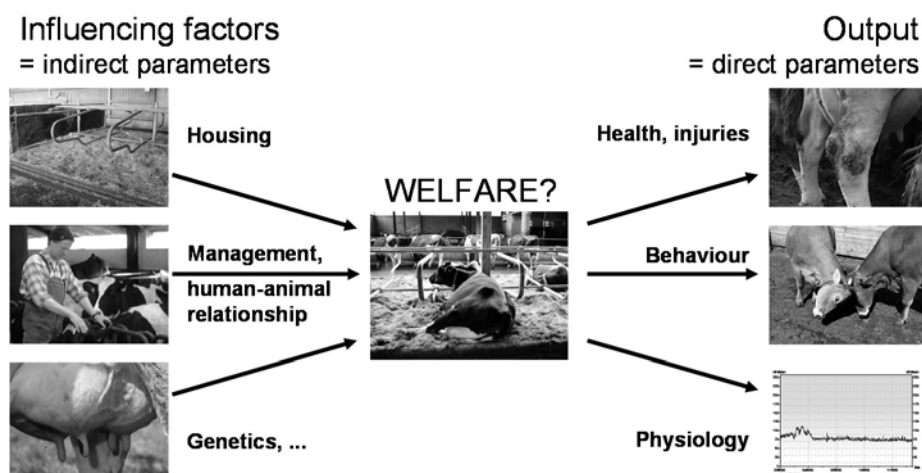 Influencing factors
= indirect parameters
Output
= direct parameters
Housing
Health, injuries
WELFARE?
Management,
human-animal
relationship
Behaviour
Genetics, ...
Physiology